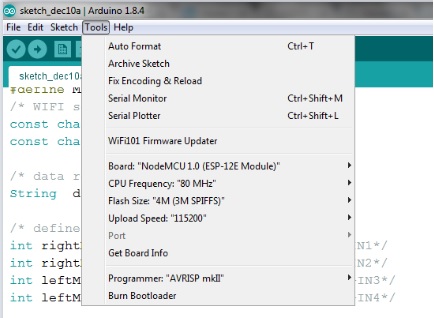 sketch_dec10a | Arduino 1.8.4
File Edit Sketch Tools Help
Auto Format Ctrl+T
Archive Sketch
Fix Encoding & Reload
Serial Monitor Ctrl+Shift+M
Serial Plotter Ctrl+Shift+L
WiFi101 Firmware Updater
Board: "NodeMCU 1.0 (ESP-12E Module)"
CPU Frequency: "80 MHz"
Flash Size: "4M (3M SPIFFS)"
Upload Speed: "115200"
Port
Get Board Info
Programmer: "AVRISP mkII"
Burn Bootloader
sketch_dec10a
#define M
/* WIFI s
const cha
const cha
/* data r
String d
/* define
int right N1*/
int right N2*/
int leftM IN3*/
int leftM IN4*/